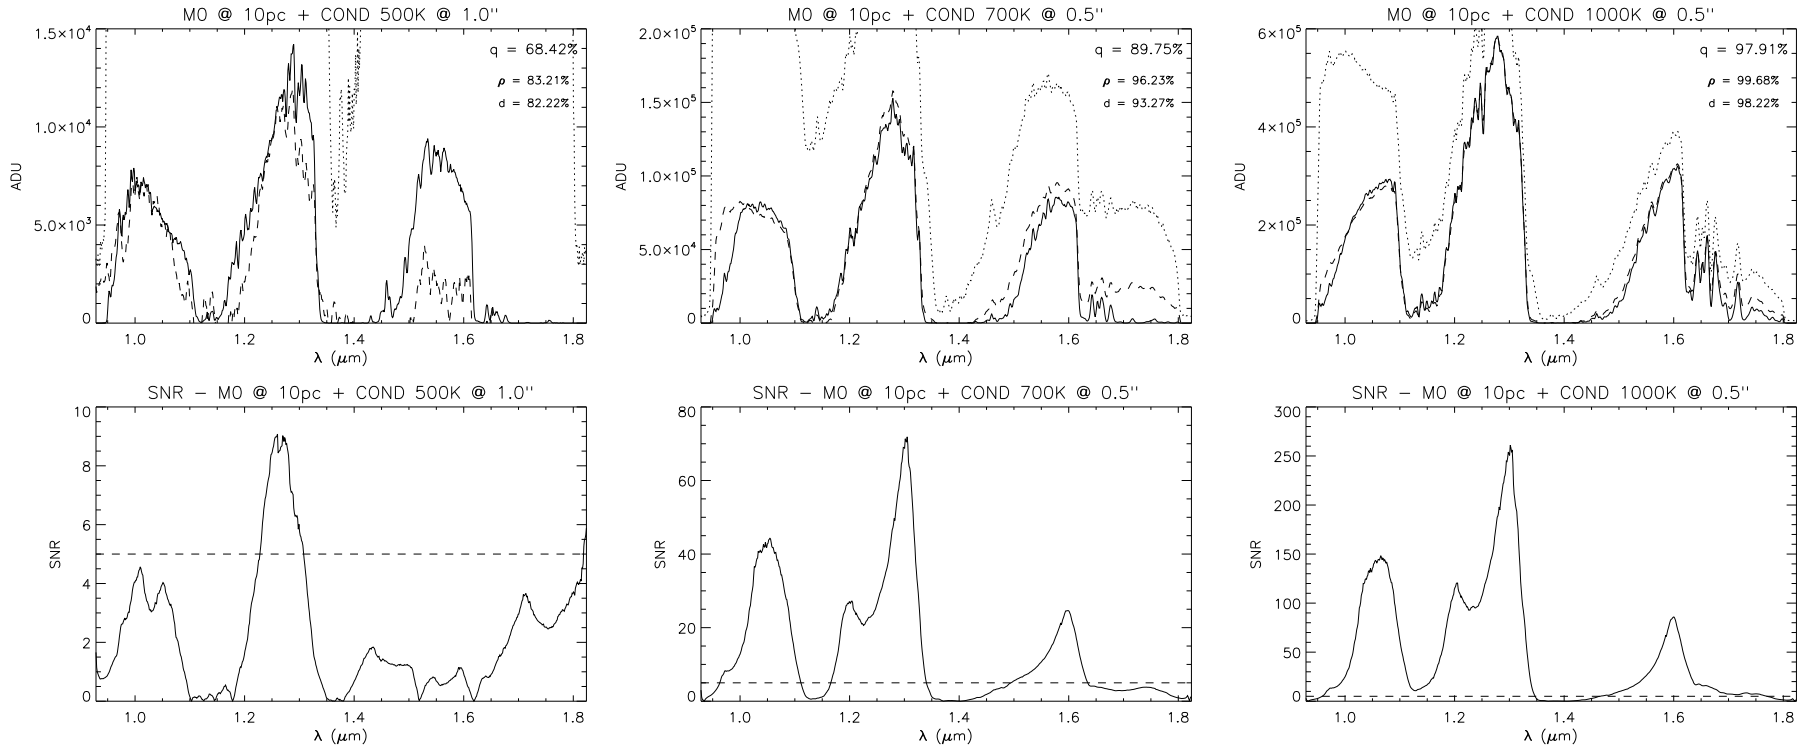 M0 @ 10pc + COND 500K @ 1.0''
1.5×10⁴
1.0×10⁴
5.0×10³
0
ADU
q = 68.42%
ρ = 83.21%
d = 82.22%
1.0 1.2 1.4 1.6 1.8
λ (μm)
M0 @ 10pc + COND 700K @ 0.5''
2.0×10⁵
1.5×10⁵
1.0×10⁵
5.0×10⁴
0
ADU
q = 89.75%
ρ = 96.23%
d = 93.27%
1.0 1.2 1.4 1.6 1.8
λ (μm)
M0 @ 10pc + COND 1000K @ 0.5''
6×10⁵
4×10⁵
2×10⁵
0
ADU
q = 97.91%
ρ = 99.68%
d = 98.22%
1.0 1.2 1.4 1.6 1.8
λ (μm)
SNR – M0 @ 10pc + COND 500K @ 1.0''
10
8
6
4
2
0
SNR
1.0 1.2 1.4 1.6 1.8
λ (μm)
SNR – M0 @ 10pc + COND 700K @ 0.5''
80
60
40
20
0
SNR
1.0 1.2 1.4 1.6 1.8
λ (μm)
SNR – M0 @ 10pc + COND 1000K @ 0.5''
300
250
200
150
100
50
0
SNR
1.0 1.2 1.4 1.6 1.8
λ (μm)